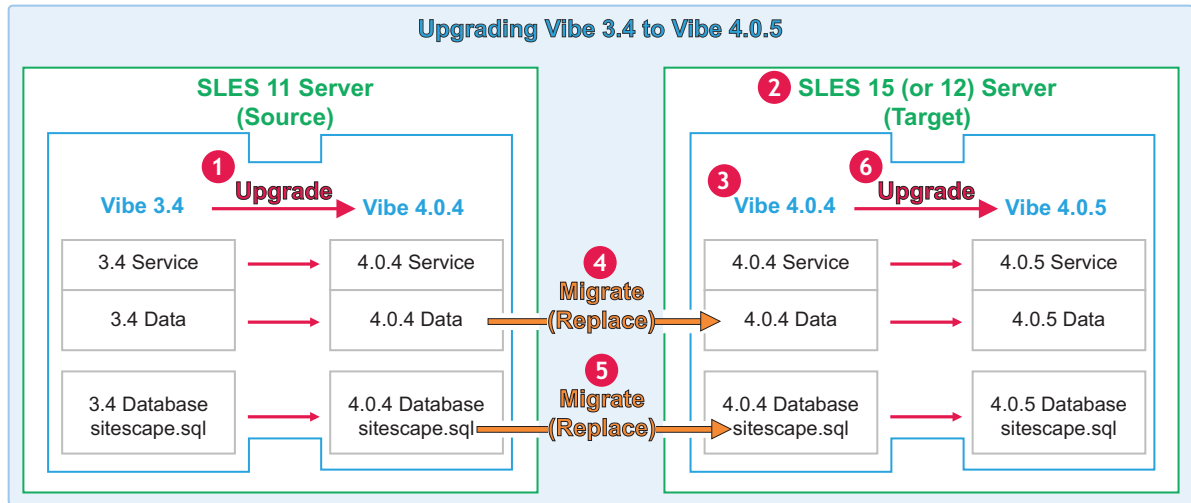 Upgrading Vibe 3.4 to Vibe 4.0.5
SLES 11 Server
(Source)
1
Upgrade
Vibe 3.4
Vibe 4.0.4
3.4 Service
4.0.4 Service
3.4 Data
4.0.4 Data
3.4 Database
sitescape.sql
4.0.4 Database
sitescape.sql
4
Migrate
(Replace)
5
Migrate
(Replace)
2 SLES 15 (or 12) Server
(Target)
3
6
Upgrade
Vibe 4.0.4
Vibe 4.0.5
4.0.4 Service
4.0.5 Service
4.0.4 Data
4.0.5 Data
4.0.4 Database
sitescape.sql
4.0.5 Database
sitescape.sql